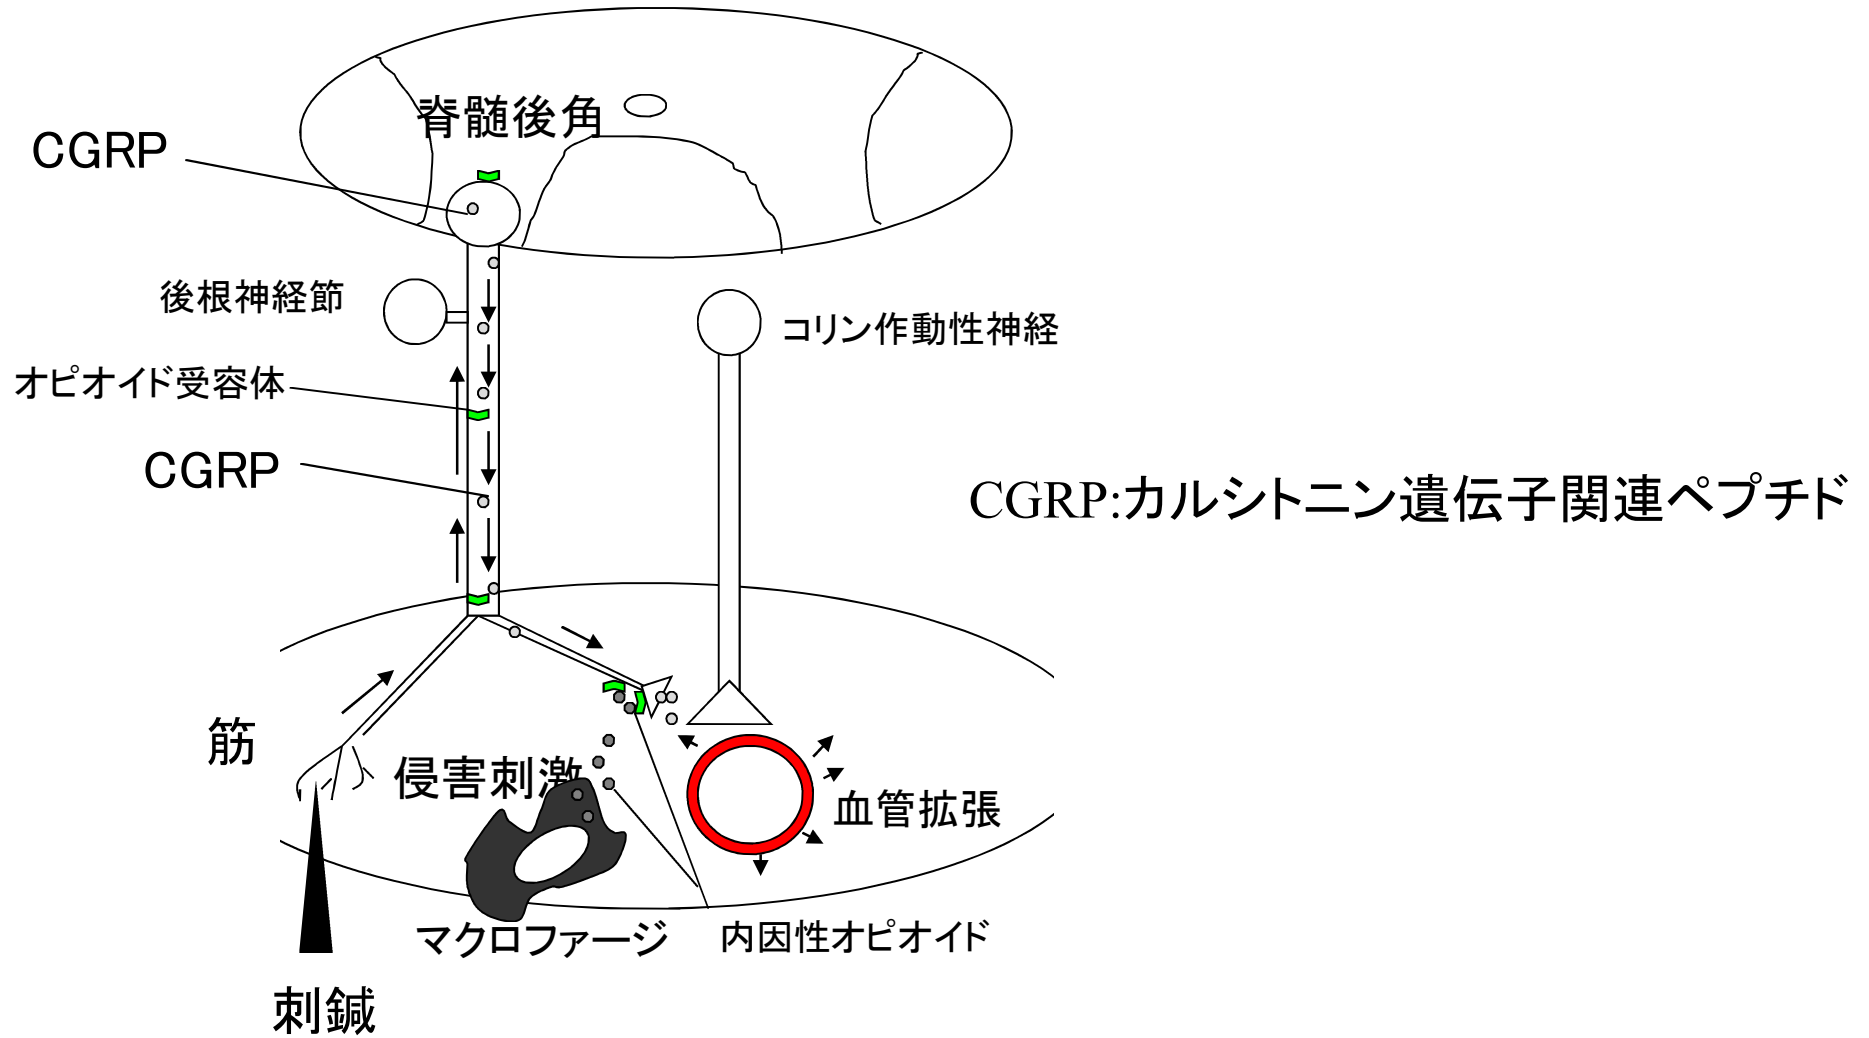 脊髄後角
CGRP
後根神経節
コリン作動性神経
オピオイド受容体
CGRP
CGRP:カルシトニン遺伝子関連ペプチド
筋
侵害刺激
血管拡張
マクロファージ
内因性オピオイド
刺鍼